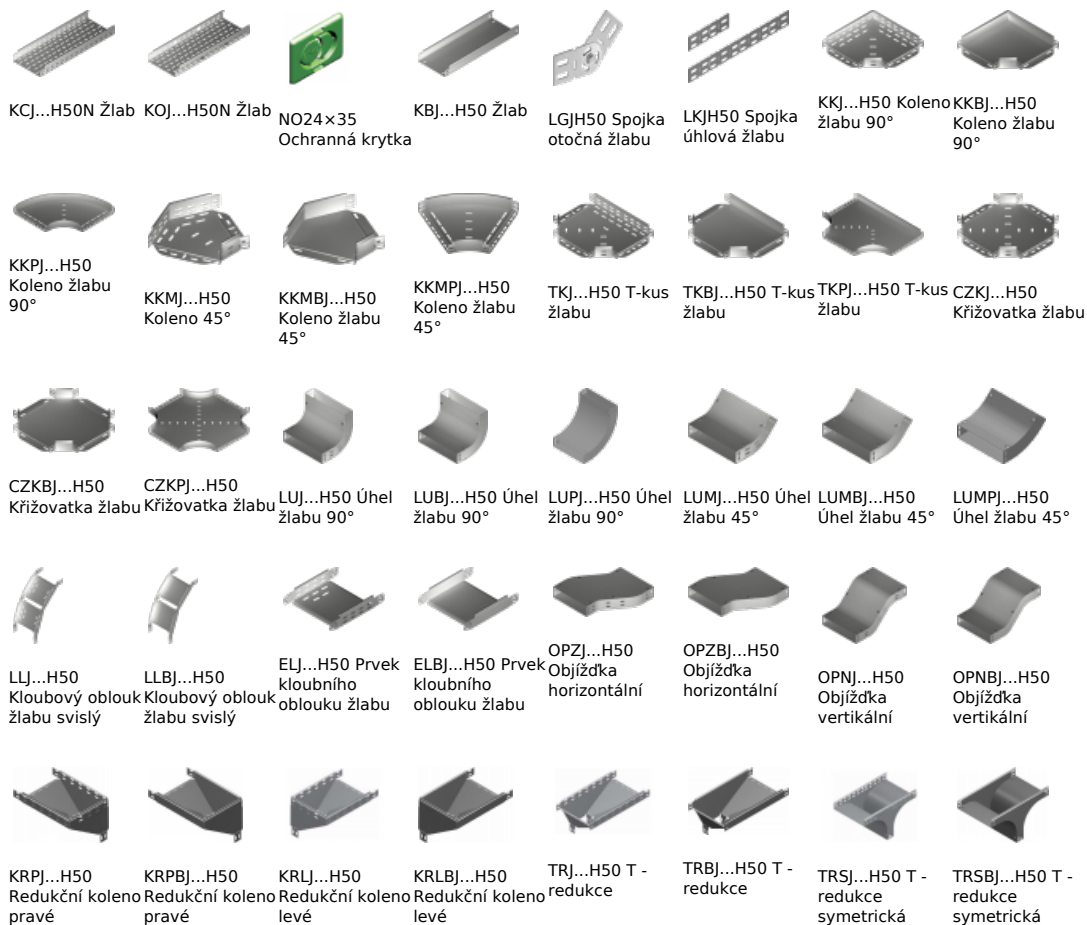 KCJ...H50N Žlab
KOJ...H50N Žlab
NO24×35
Ochranná krytka
KBJ...H50 Žlab
LGJH50 Spojka
otočná žlabu
LKJH50 Spojka
úhlová žlabu
KKJ...H50 Koleno
žlabu 90°
KKBJ...H50
Koleno žlabu
90°
KKPJ...H50
Koleno žlabu
90°
KKMJ...H50
Koleno 45°
KKMBJ...H50
Koleno žlabu
45°
KKMPJ...H50
Koleno žlabu
45°
TKJ...H50 T-kus
žlabu
TKBJ...H50 T-kus
žlabu
TKPJ...H50 T-kus
žlabu
CZKJ...H50
Křižovatka žlabu
CZKBJ...H50
Křižovatka žlabu
CZKPJ...H50
Křižovatka žlabu
LUJ...H50 Úhel
žlabu 90°
LUBJ...H50 Úhel
žlabu 90°
LUPJ...H50 Úhel
žlabu 90°
LUMJ...H50 Úhel
žlabu 45°
LUMBJ...H50
Úhel žlabu 45°
LUMPJ...H50
Úhel žlabu 45°
LLJ...H50
Kloubový oblouk
žlabu svislý
LLBJ...H50
Kloubový oblouk
žlabu svislý
ELJ...H50 Prvek
kloubního
oblouku žlabu
ELBJ...H50 Prvek
kloubního
oblouku žlabu
OPZJ...H50
Objížďka
horizontální
OPZBJ...H50
Objížďka
horizontální
OPNJ...H50
Objížďka
vertikální
OPNBJ...H50
Objížďka
vertikální
KRPJ...H50
Redukční koleno
pravé
KRPBJ...H50
Redukční koleno
pravé
KRLJ...H50
Redukční koleno
levé
KRLBJ...H50
Redukční koleno
levé
TRJ...H50 T -
redukce
TRBJ...H50 T -
redukce
TRSJ...H50 T -
redukce
symetrická
TRSBJ...H50 T -
redukce
symetrická